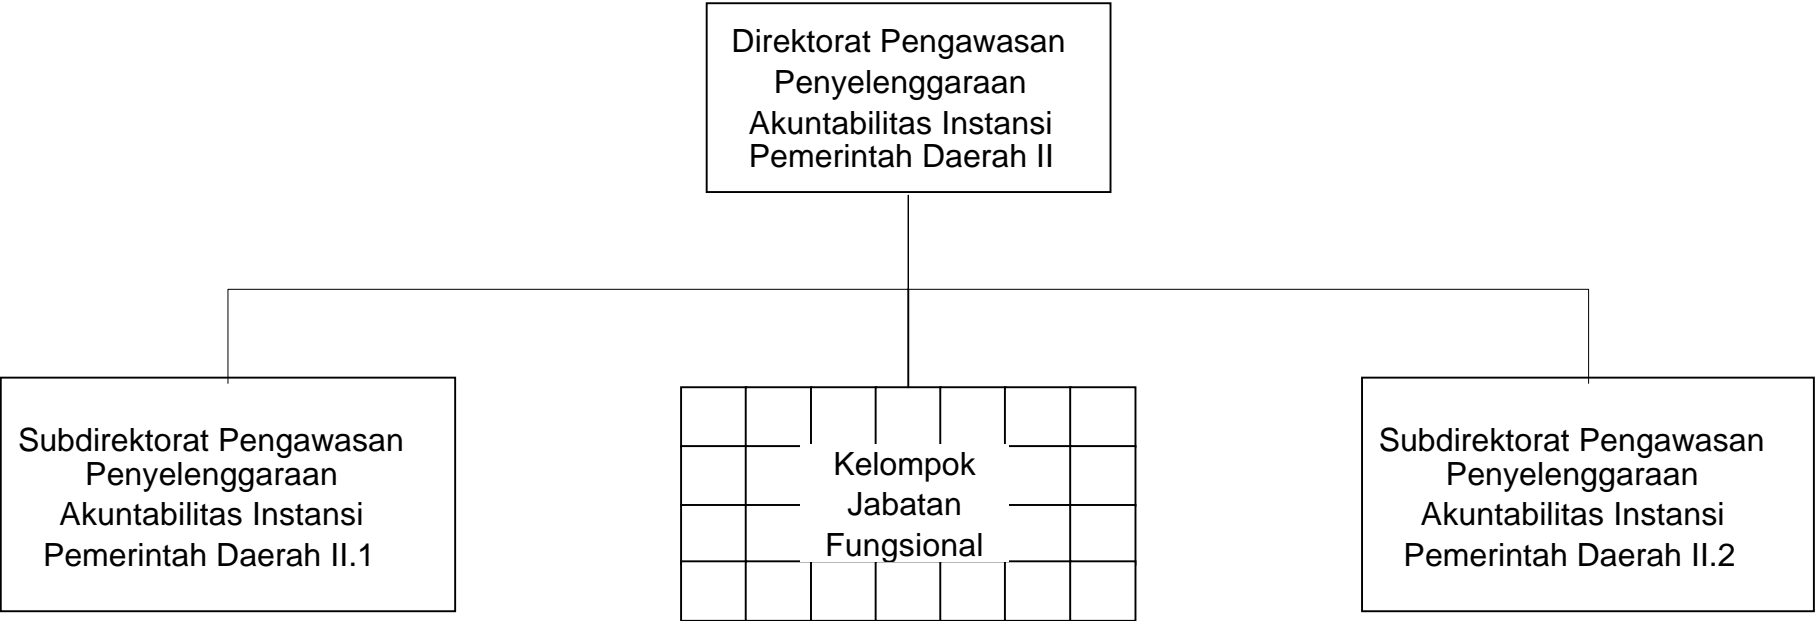 Direktorat Pengawasan
Penyelenggaraan
Akuntabilitas Instansi
Pemerintah Daerah II
Subdirektorat Pengawasan
Penyelenggaraan
Akuntabilitas Instansi
Pemerintah Daerah II.1
Kelompok
Jabatan
Fungsional
Subdirektorat Pengawasan
Penyelenggaraan
Akuntabilitas Instansi
Pemerintah Daerah II.2